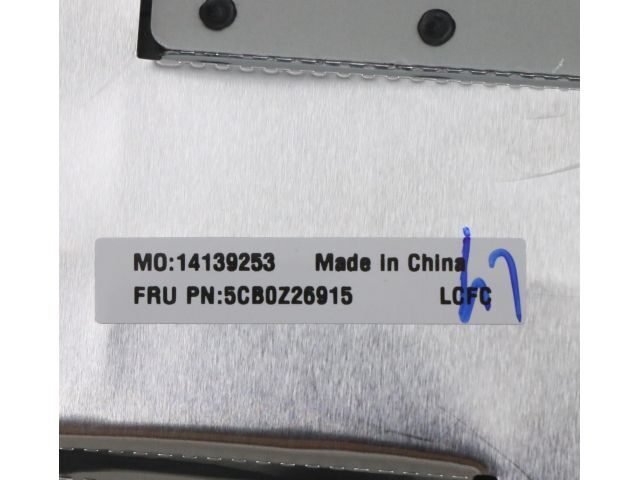 MO:14139253 Made in China
FRU PN:5CB0Z26915 LCFC